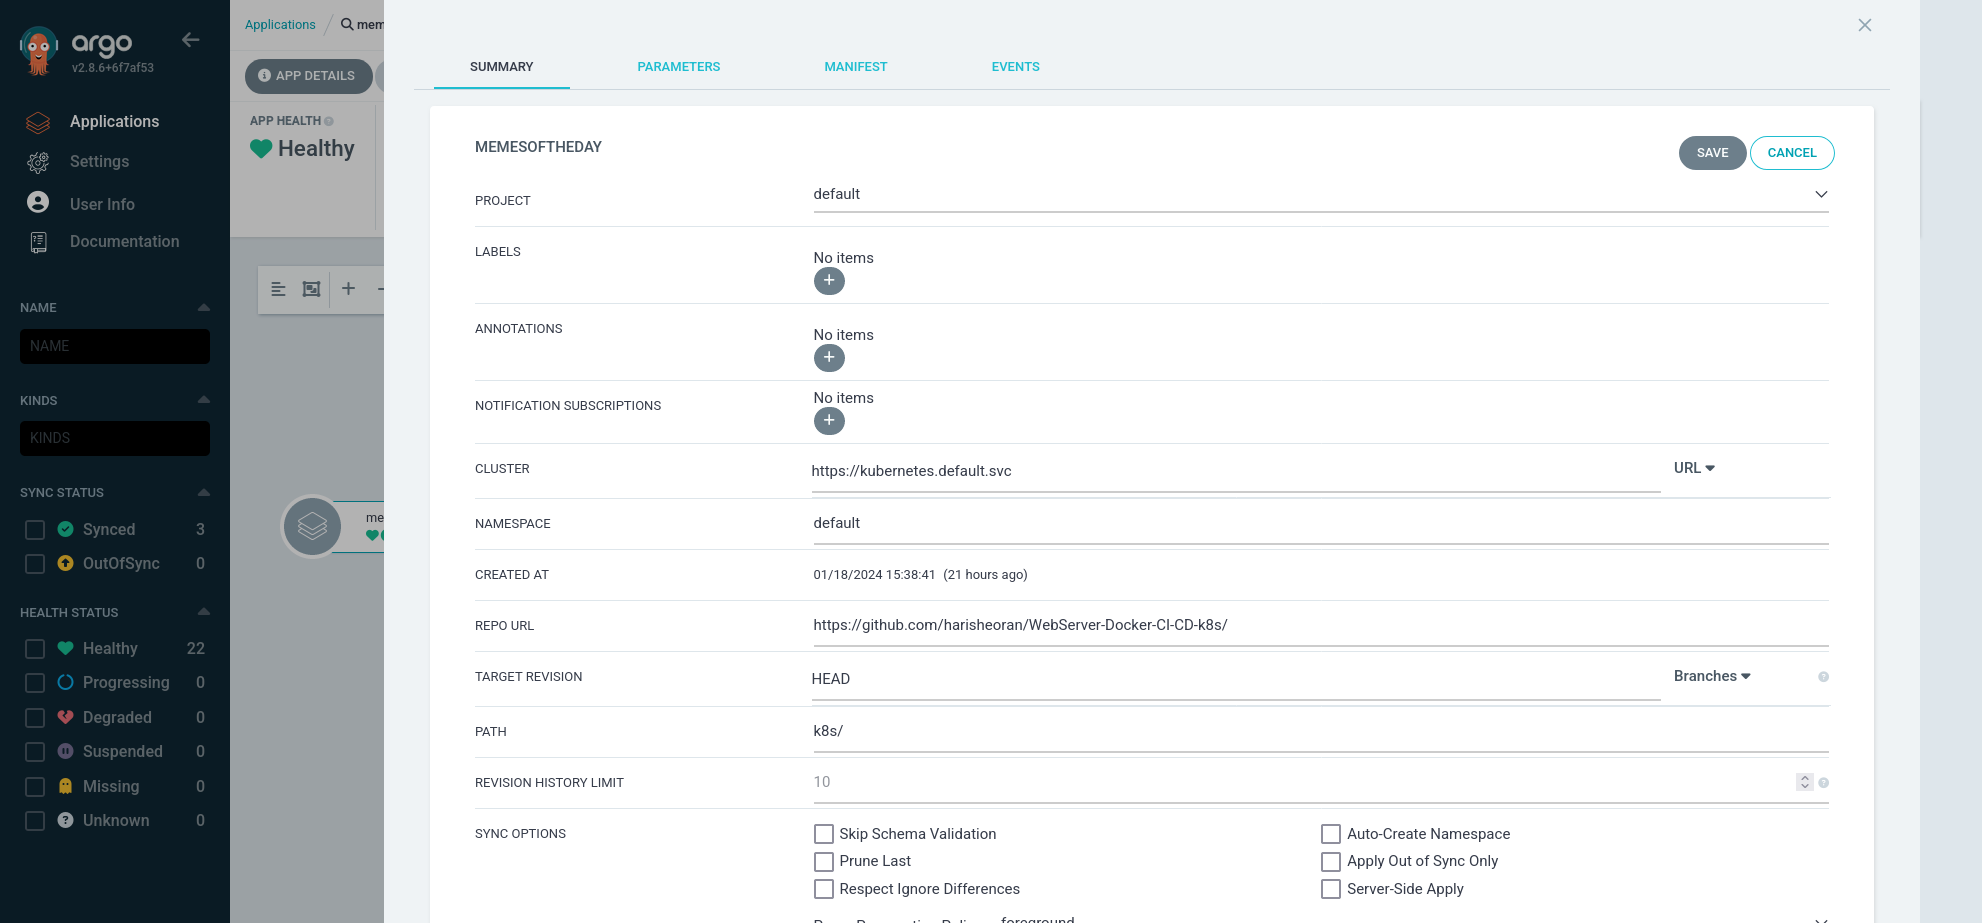 argo
v2.8.6+6f7af53
Applications
Settings
User Info
Documentation
NAME
NAME
KINDS
KINDS
SYNC STATUS
Synced 3
OutOfSync 0
HEALTH STATUS
Healthy 22
Progressing 0
Degraded 0
Suspended 0
Missing 0
Unknown 0
Applications / mem
APP DETAILS
APP HEALTH
Healthy
me
SUMMARY PARAMETERS MANIFEST EVENTS
MEMESOFTHEDAY
SAVE CANCEL
PROJECT default
LABELS No items
+
ANNOTATIONS No items
+
NOTIFICATION SUBSCRIPTIONS No items
+
CLUSTER https://kubernetes.default.svc URL
NAMESPACE default
CREATED AT 01/18/2024 15:38:41 (21 hours ago)
REPO URL https://github.com/harisheoran/WebServer-Docker-CI-CD-k8s/
TARGET REVISION HEAD Branches
PATH k8s/
REVISION HISTORY LIMIT 10
SYNC OPTIONS Skip Schema Validation Auto-Create Namespace
Prune Last Apply Out of Sync Only
Respect Ignore Differences Server-Side Apply
foreground